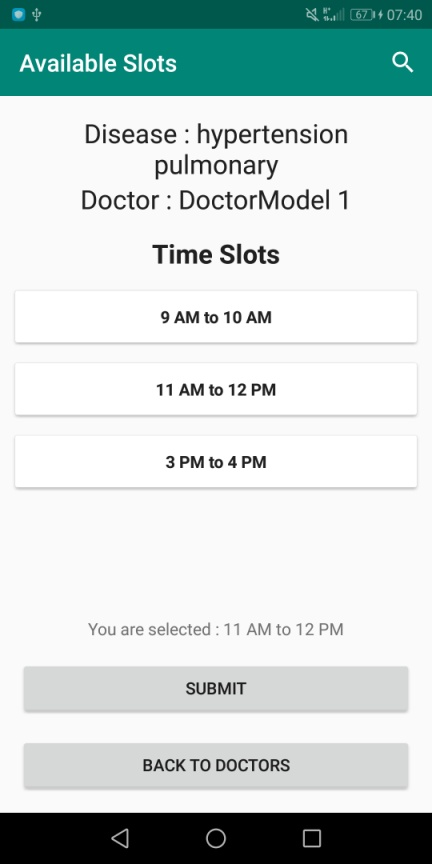 67 07:40
Available Slots
Disease : hypertension
pulmonary
Doctor : DoctorModel 1
Time Slots
9 AM to 10 AM
11 AM to 12 PM
3 PM to 4 PM
You are selected : 11 AM to 12 PM
SUBMIT
BACK TO DOCTORS